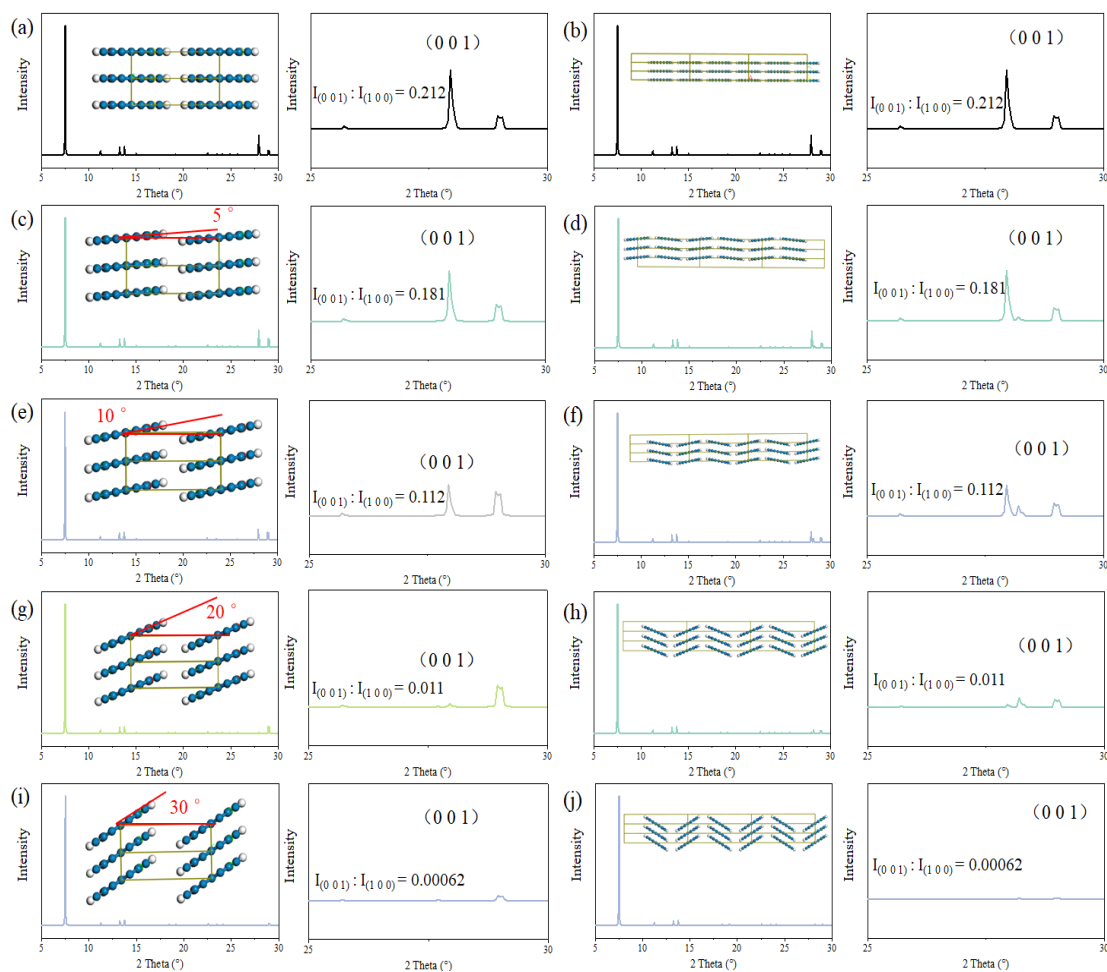 (a)
Intensity
5 10 15 20 25 30
2 Theta (°)
Intensity
(0 0 1)
I(0 0 1) : I(1 0 0) = 0.212
25 30
2 Theta (°)
(b)
Intensity
5 10 15 20 25 30
2 Theta (°)
Intensity
(0 0 1)
I(0 0 1) : I(1 0 0) = 0.212
25 30
2 Theta (°)
(c)
5 °
Intensity
5 10 15 20 25 30
2 Theta (°)
Intensity
(0 0 1)
I(0 0 1) : I(1 0 0) = 0.181
25 30
2 Theta (°)
(d)
Intensity
5 10 15 20 25 30
2 Theta (°)
Intensity
(0 0 1)
I(0 0 1) : I(1 0 0) = 0.181
25 30
2 Theta (°)
(e)
10 °
Intensity
5 10 15 20 25 30
2 Theta (°)
Intensity
(0 0 1)
I(0 0 1) : I(1 0 0) = 0.112
25 30
2 Theta (°)
(f)
Intensity
5 10 15 20 25 30
2 Theta (°)
Intensity
(0 0 1)
I(0 0 1) : I(1 0 0) = 0.112
25 30
2 Theta (°)
(g)
20 °
Intensity
5 10 15 20 25 30
2 Theta (°)
Intensity
(0 0 1)
I(0 0 1) : I(1 0 0) = 0.011
25 30
2 Theta (°)
(h)
Intensity
5 10 15 20 25 30
2 Theta (°)
Intensity
(0 0 1)
I(0 0 1) : I(1 0 0) = 0.011
25 30
2 Theta (°)
(i)
30 °
Intensity
5 10 15 20 25 30
2 Theta (°)
Intensity
(0 0 1)
I(0 0 1) : I(1 0 0) = 0.00062
25 30
2 Theta (°)
(j)
Intensity
5 10 15 20 25 30
2 Theta (°)
Intensity
(0 0 1)
I(0 0 1) : I(1 0 0) = 0.00062
25 30
2 Theta (°)